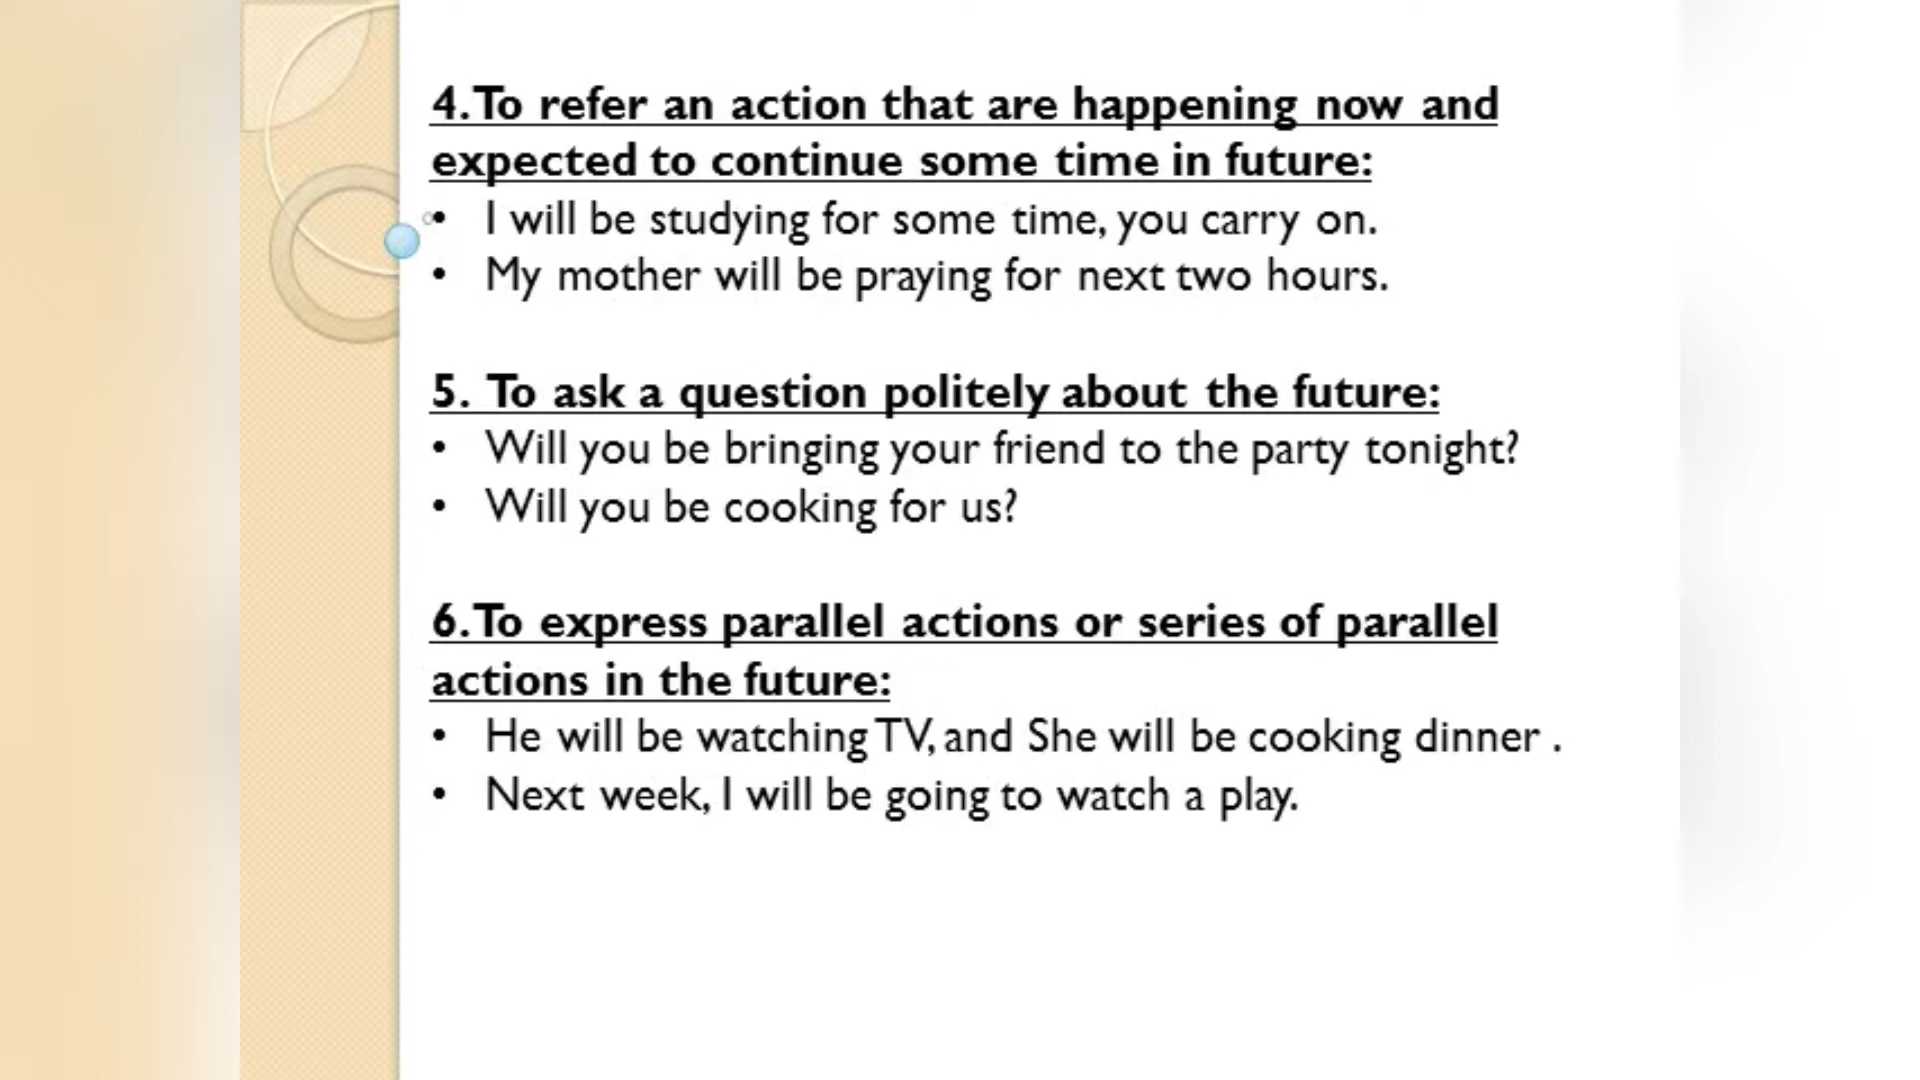 4.To refer an action that are happening now and
expected to continue some time in future:
• I will be studying for some time, you carry on.
• My mother will be praying for next two hours.
5. To ask a question politely about the future:
• Will you be bringing your friend to the party tonight?
• Will you be cooking for us?
6.To express parallel actions or series of parallel
actions in the future:
• He will be watching TV, and She will be cooking dinner .
• Next week, I will be going to watch a play.